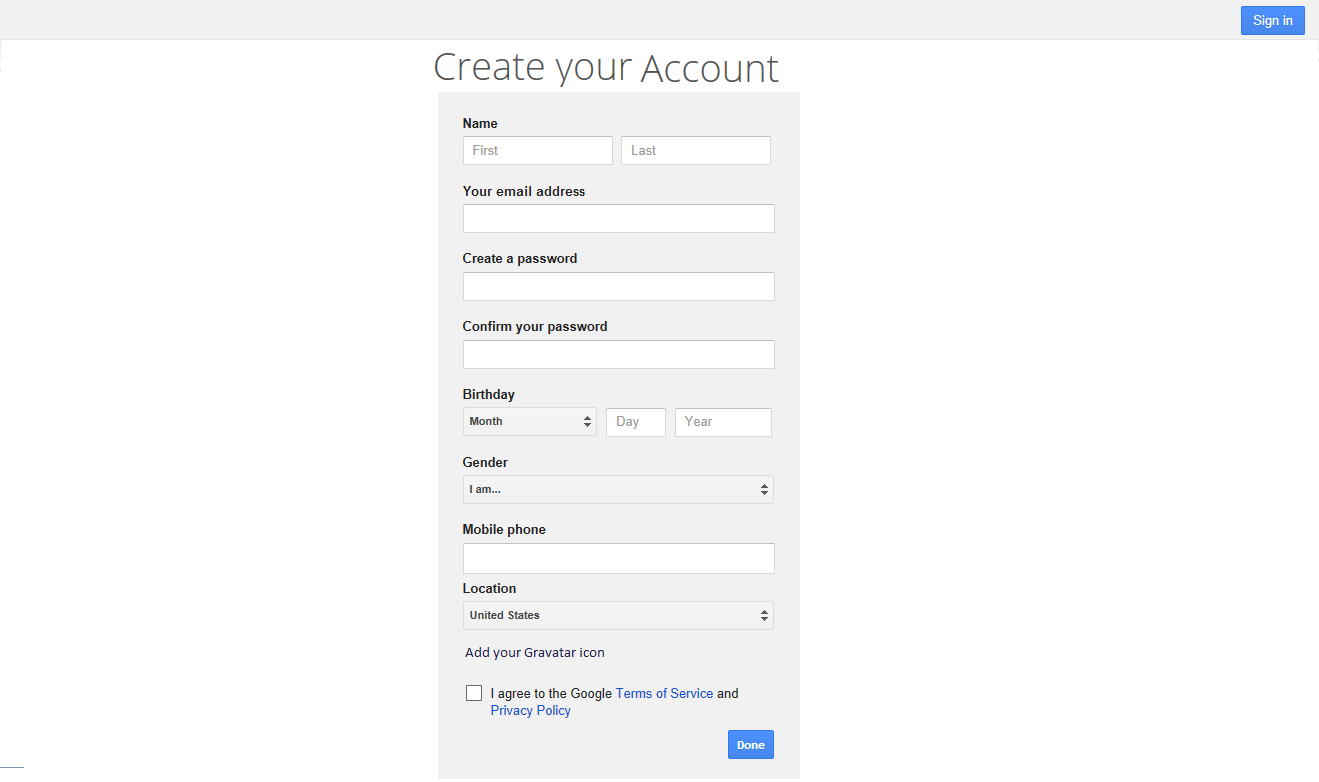 Sign in
Create your Account
Name
First Last
Your email address
Create a password
Confirm your password
Birthday
Month Day Year
Gender
I am...
Mobile phone
Location
United States
Add your Gravatar icon
I agree to the Google Terms of Service and
Privacy Policy
Done